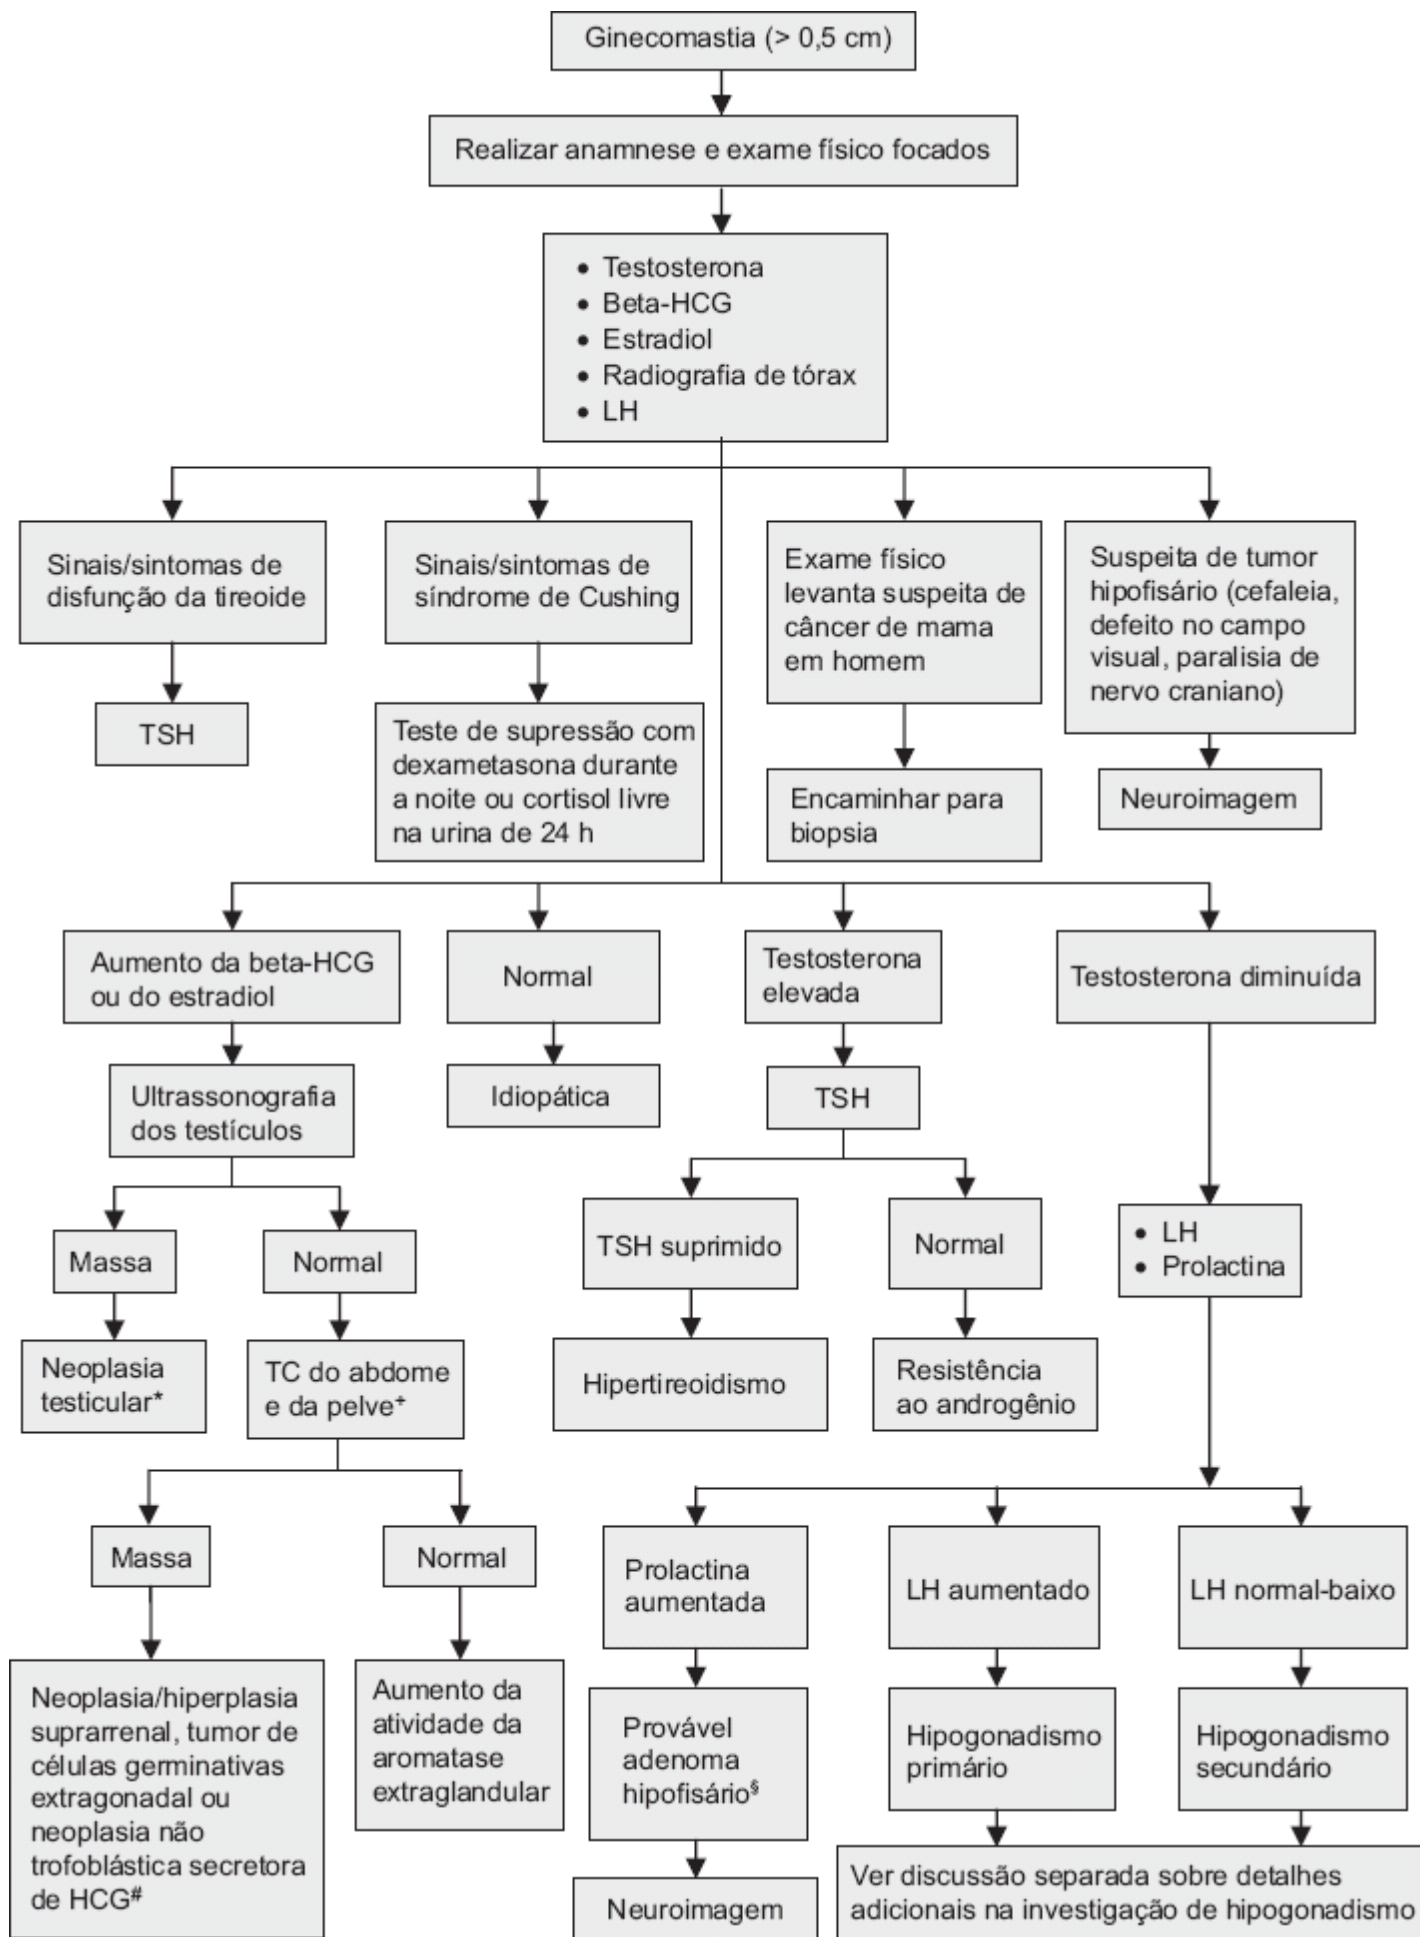 Ginecomastia (> 0,5 cm)
Realizar anamnese e exame físico focados
• Testosterona
• Beta-HCG
• Estradiol
• Radiografia de tórax
• LH
Sinais/sintomas de
disfunção da tireoide
TSH
Sinais/sintomas de
síndrome de Cushing
Teste de supressão com
dexametasona durante
a noite ou cortisol livre
na urina de 24 h
Exame físico
levanta suspeita de
câncer de mama
em homem
Encaminhar para
biopsia
Suspeita de tumor
hipofisário (cefaleia,
defeito no campo
visual, paralisia de
nervo craniano)
Neuroimagem
Aumento da beta-HCG
ou do estradiol
Normal
Testosterona
elevada
Testosterona diminuída
Ultrassonografia
dos testículos
Idiopática
TSH
Massa
Normal
TSH suprimido
Normal
• LH
• Prolactina
Neoplasia
testicular*
TC do abdome
e da pelve+
Hipertireoidismo
Resistência
ao androgênio
Massa
Normal
Prolactina
aumentada
LH aumentado
LH normal-baixo
Neoplasia/hiperplasia
suprarrenal, tumor de
células germinativas
extragonadal ou
neoplasia não
trofoblástica secretora
de HCG#
Aumento da
atividade da
aromatase
extraglandular
Provável
adenoma
hipofisário§
Hipogonadismo
primário
Hipogonadismo
secundário
Neuroimagem
Ver discussão separada sobre detalhes
adicionais na investigação de hipogonadismo